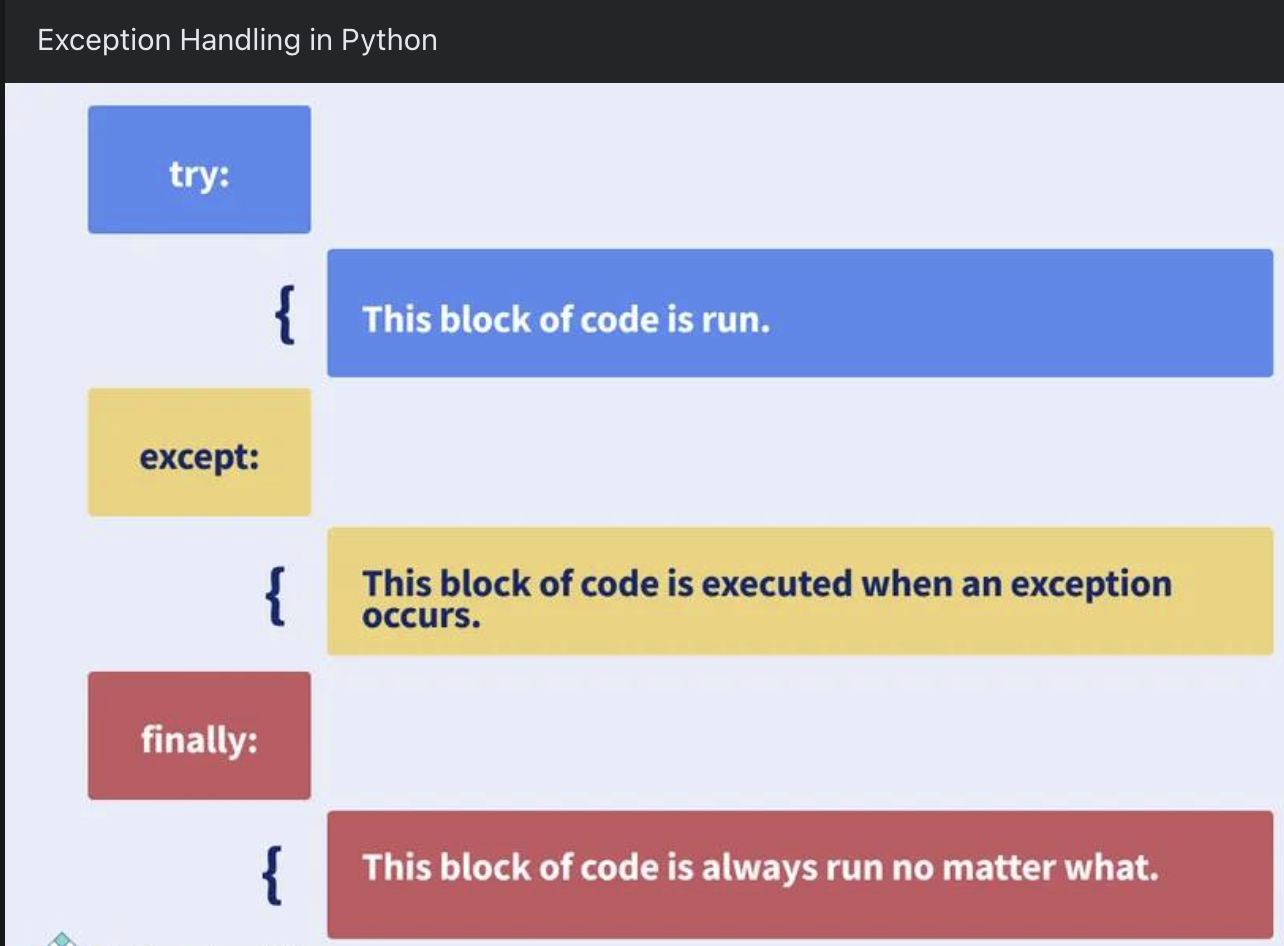 Exception Handling in Python
try:
{
This block of code is run.
except:
{
This block of code is executed when an exception
occurs.
finally:
{
This block of code is always run no matter what.